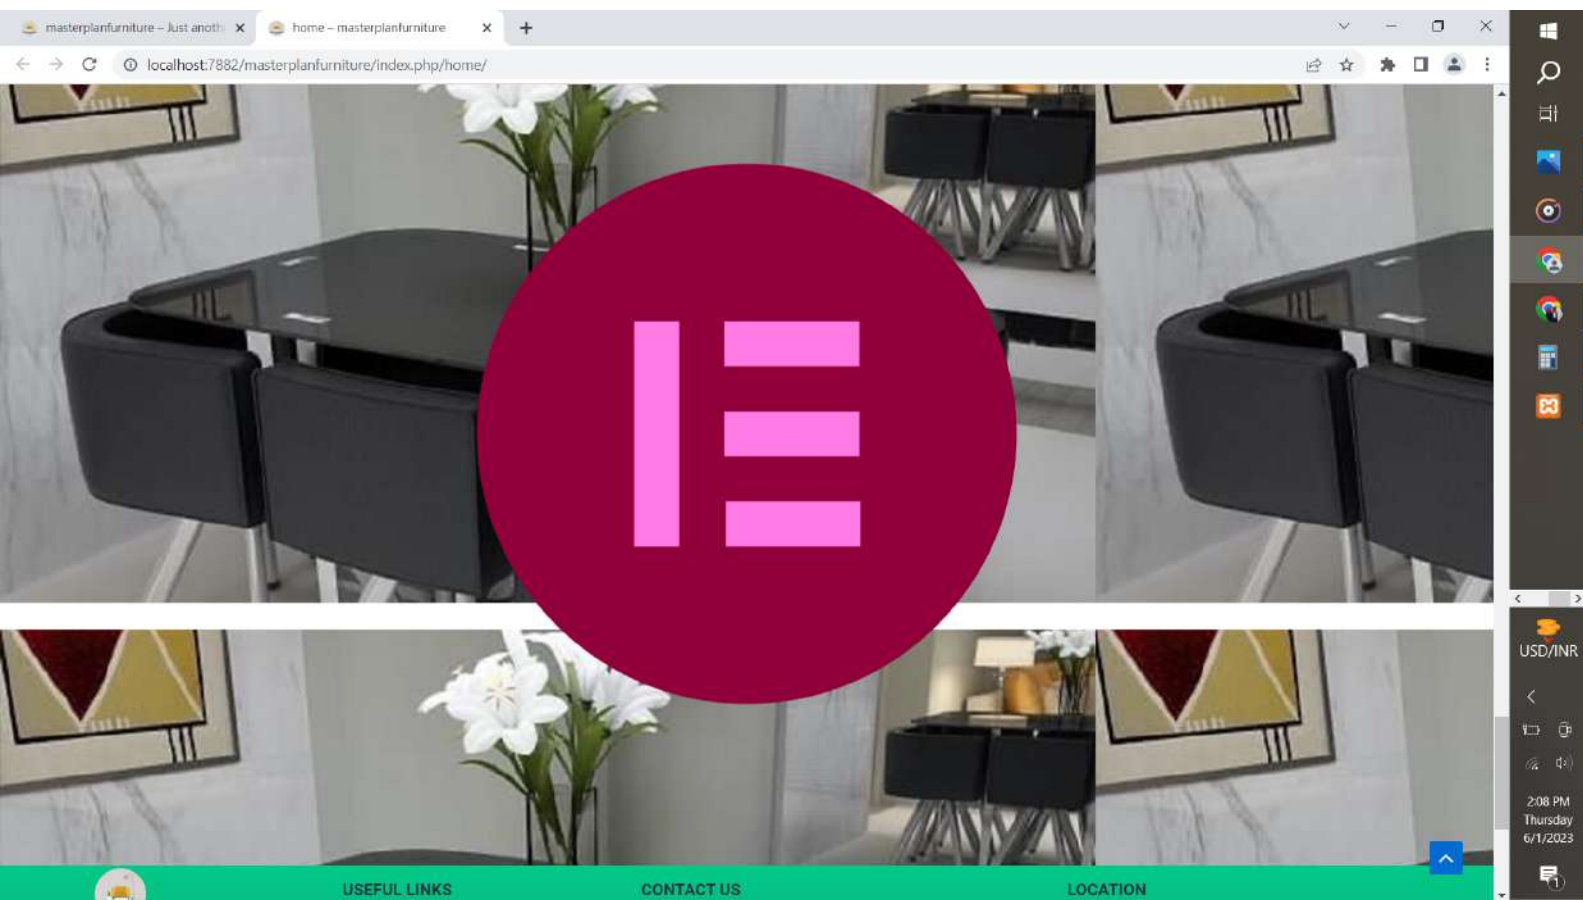 masterplanfurniture – Just anoth
home – masterplanfurniture
localhost:7882/masterplanfurniture/index.php/home/
USD/INR
2:08 PM
Thursday
6/1/2023
1
USEFUL LINKS
CONTACT US
LOCATION